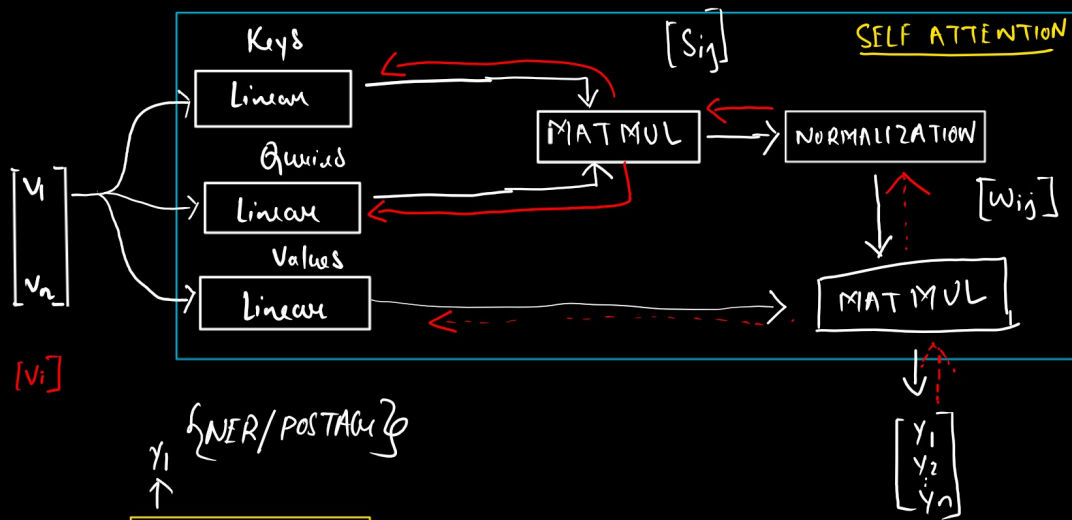 SELF ATTENTION
Keys
[Sij]
Linear
MATMUL
NORMALIZATION
Queries
Linear
[Wij]
Values
Linear
MATMUL
V1
Vn
[Vi]
{NER/POSTAGH}
Y1
Y1
Y2
Yn